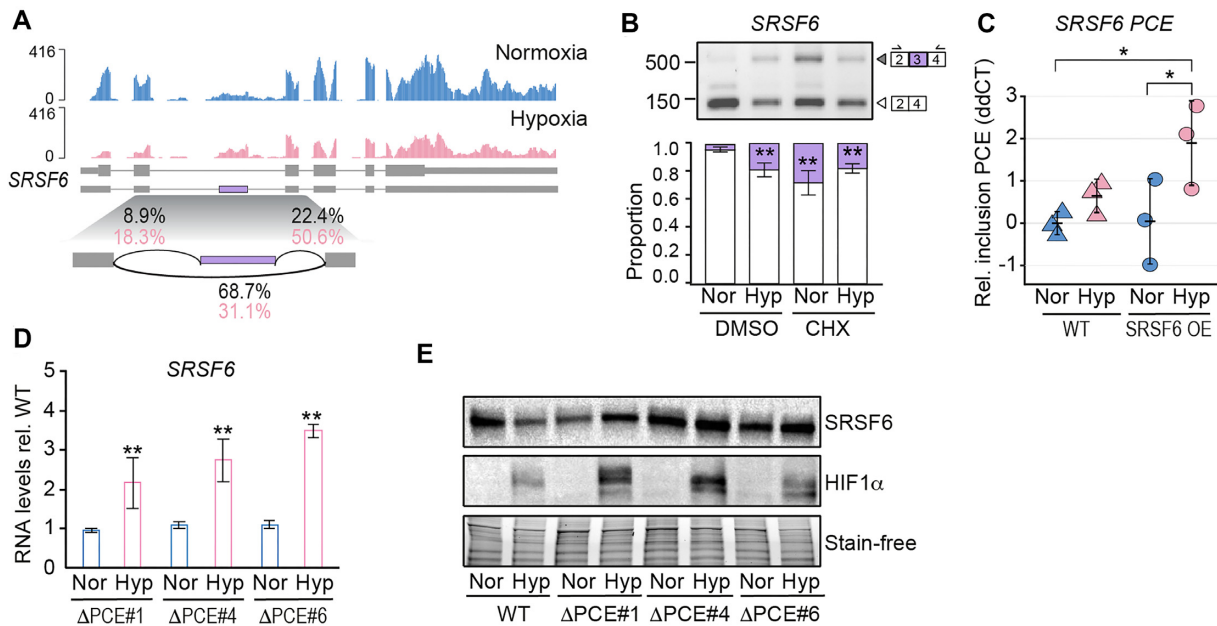 A
416
0
Normoxia
416
0
Hypoxia
SRSF6
8.9% 22.4%
18.3% 50.6%
68.7%
31.1%
B
SRSF6
500
2 3 4
150
2 4
Proportion
1.0
0.8
0.6
0.4
0.2
0.0
** ** **
Nor Hyp Nor Hyp
DMSO CHX
C
SRSF6 PCE
*
*
Rel. inclusion PCE (ddCT)
3
2
1
0
-1
Nor Hyp Nor Hyp
WT SRSF6 OE
D
SRSF6
RNA levels rel. WT
5
4
3
2
1
0
** ** **
Nor Hyp Nor Hyp Nor Hyp
ΔPCE#1 ΔPCE#4 ΔPCE#6
E
SRSF6
HIF1α
Stain-free
Nor Hyp Nor Hyp Nor Hyp Nor Hyp
WT ΔPCE#1 ΔPCE#4 ΔPCE#6